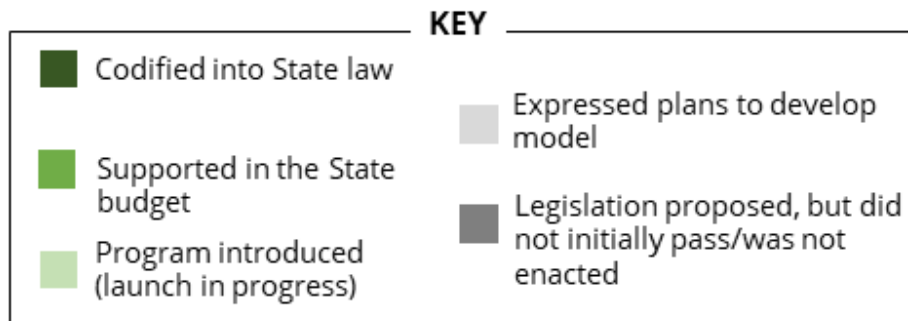 KEY
Codified into State law
Supported in the State
budget
Program introduced
(launch in progress)
Expressed plans to develop
model
Legislation proposed, but did
not initially pass/was not
enacted